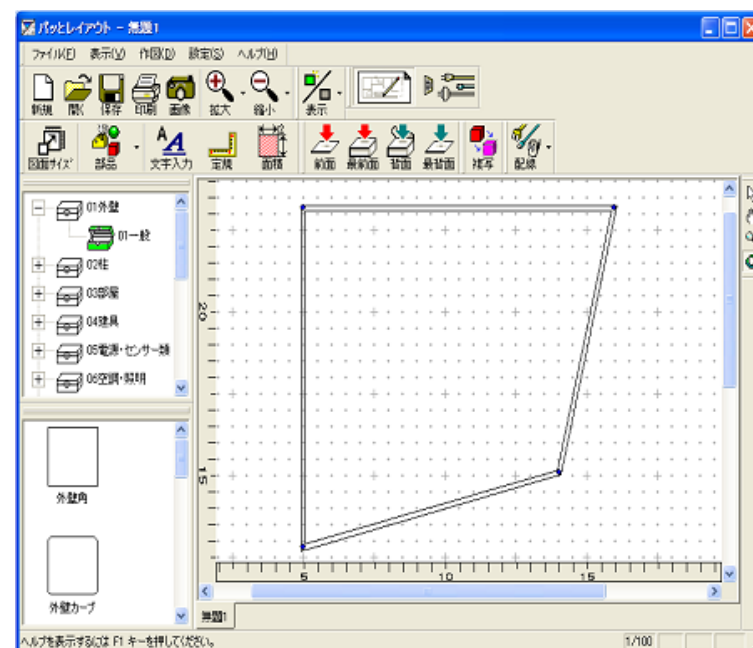 パッとレイアウト - 無題1
ファイル(F) 表示(V) 作図(D) 設定(S) ヘルプ(H)
新規 開く 保存 印刷 画像 拡大 縮小 表示
図面サイズ 部品 文字入力 定規 面積 前面 最前面 背面 最背面 複写 配線
01外壁
01一般
02柱
03部屋
04建具
05電源・センサー類
06空調・照明
外壁角
外壁カーブ
20
15
5 10 15
無題1
ヘルプを表示するには F1 キーを押してください。 1/100